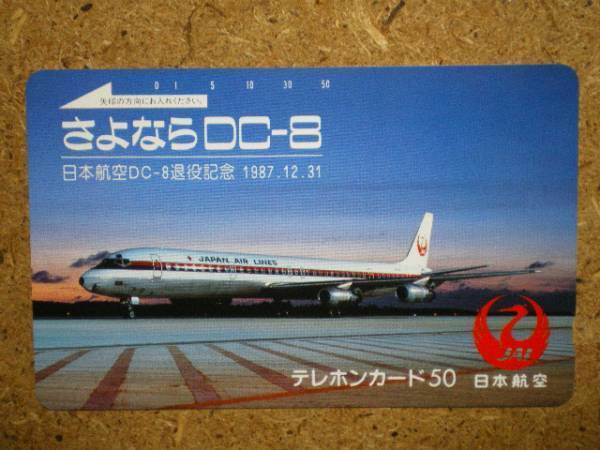 0 1 5 10 30 50
矢印の方向にお入れください。
さよなら DC-8
日本航空DC-8退役記念 1987.12.31
JAPAN AIR LINES
JAL
テレホンカード50
日本航空